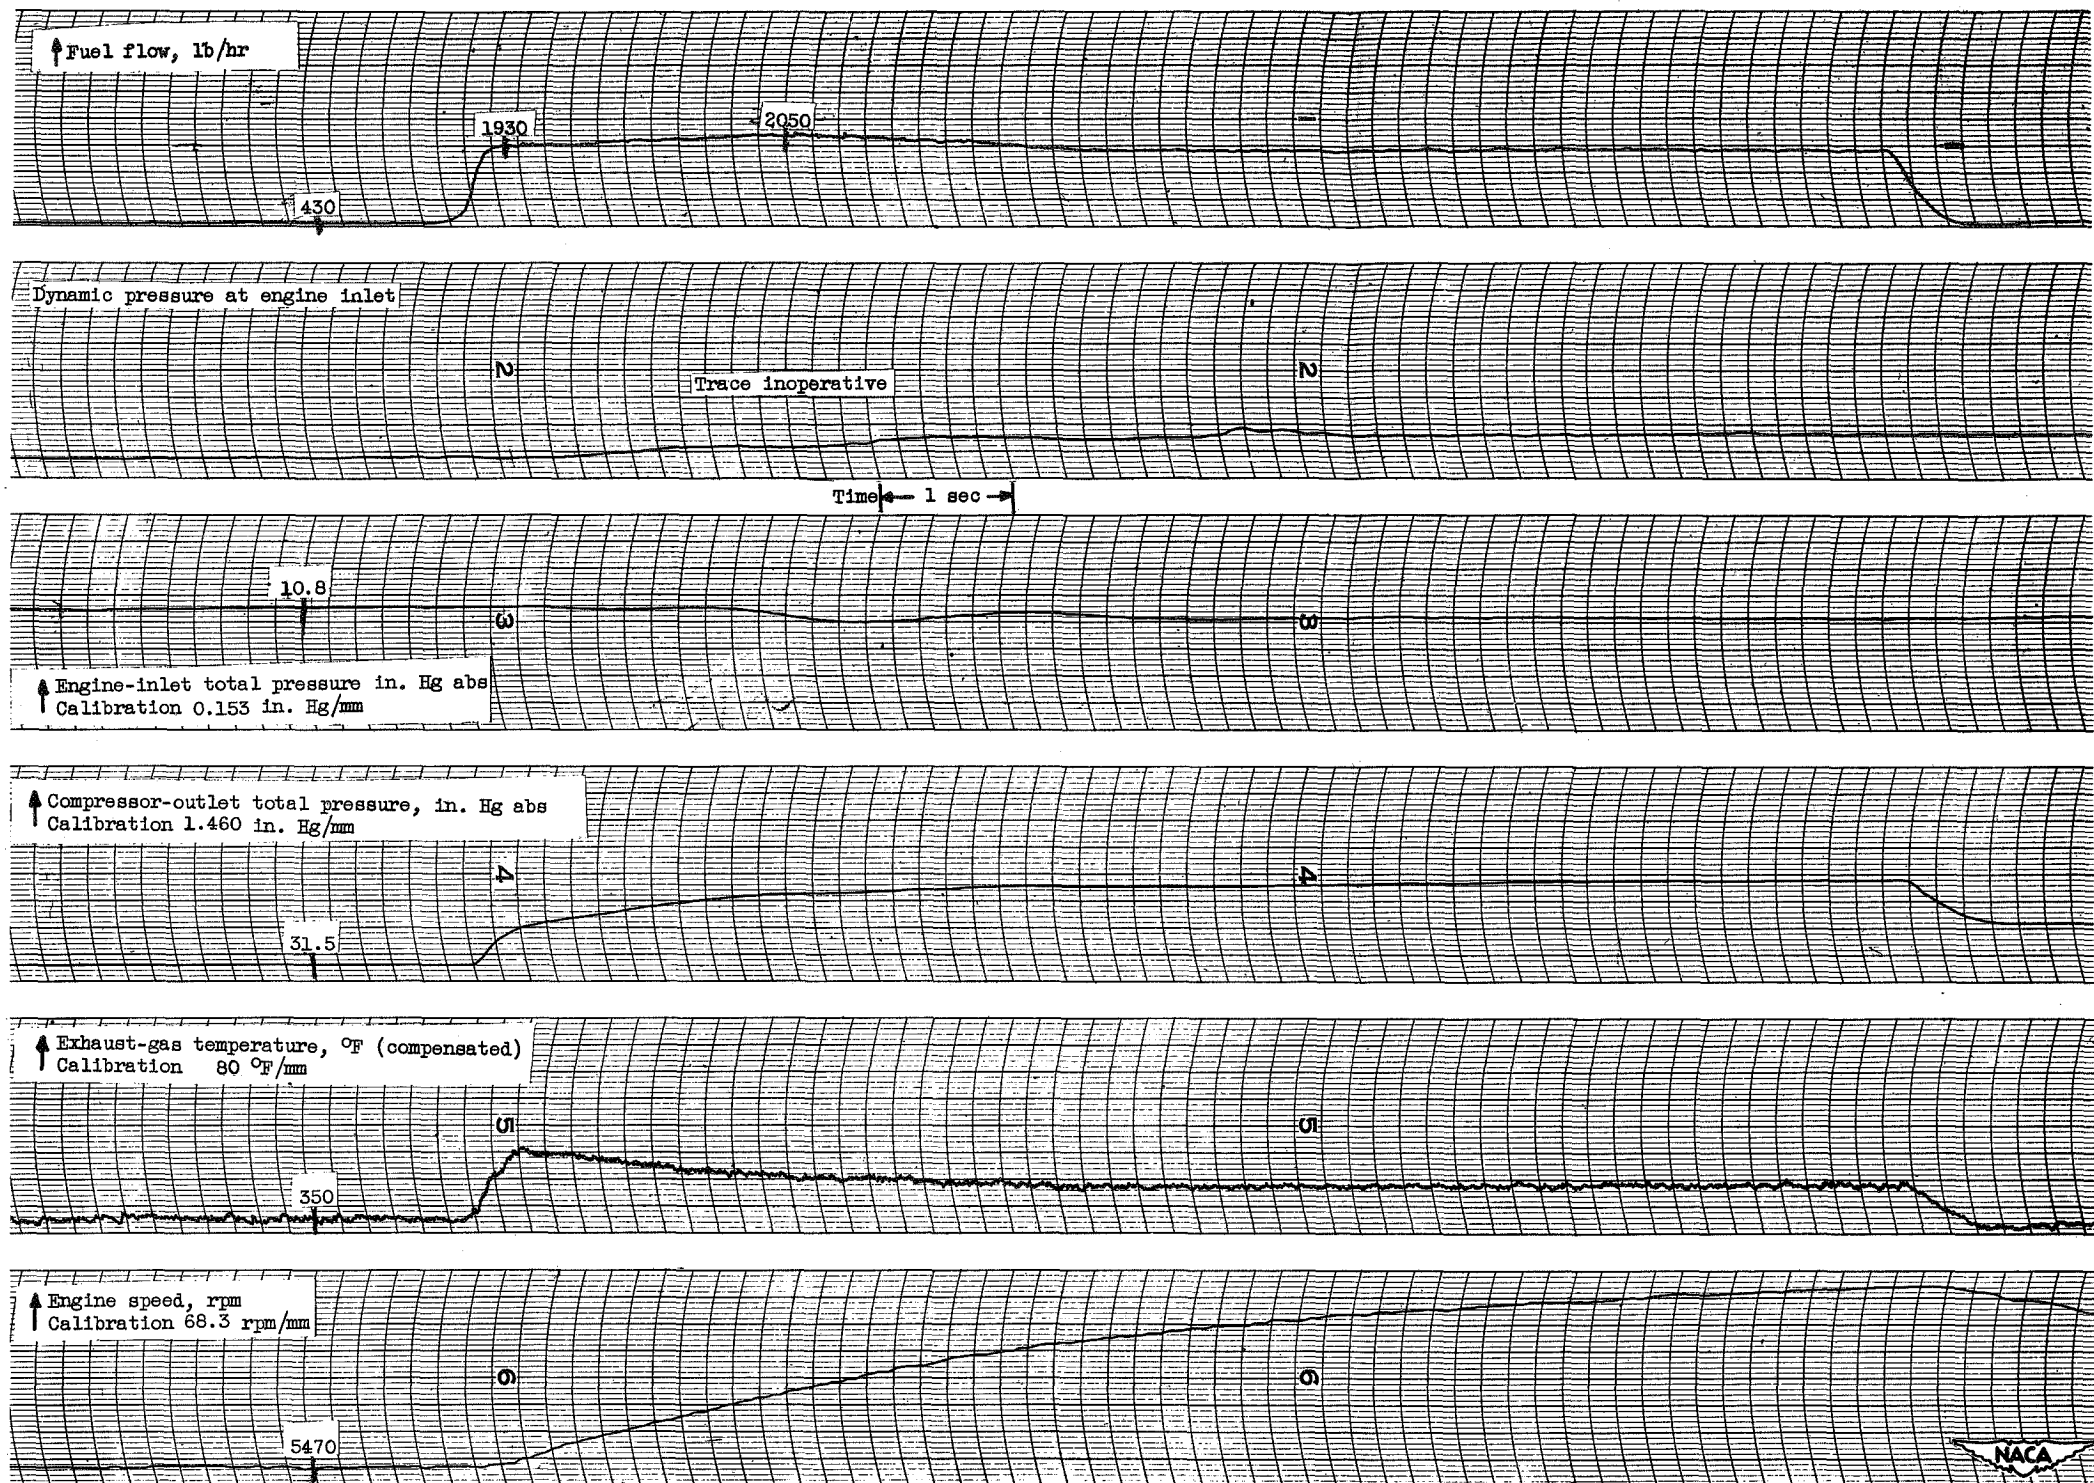 Fuel flow, lb/hr
1930
2050
430
Dynamic pressure at engine inlet
2
2
Trace inoperative
Time 1 sec
10.8
3
3
Engine-inlet total pressure in. Hg abs
Calibration 0.153 in. Hg/mm
Compressor-outlet total pressure, in. Hg abs
Calibration 1.460 in. Hg/mm
4
4
31.5
Exhaust-gas temperature, °F (compensated)
Calibration 80 °F/mm
5
5
350
Engine speed, rpm
Calibration 68.3 rpm/mm
6
6
5470
NACA